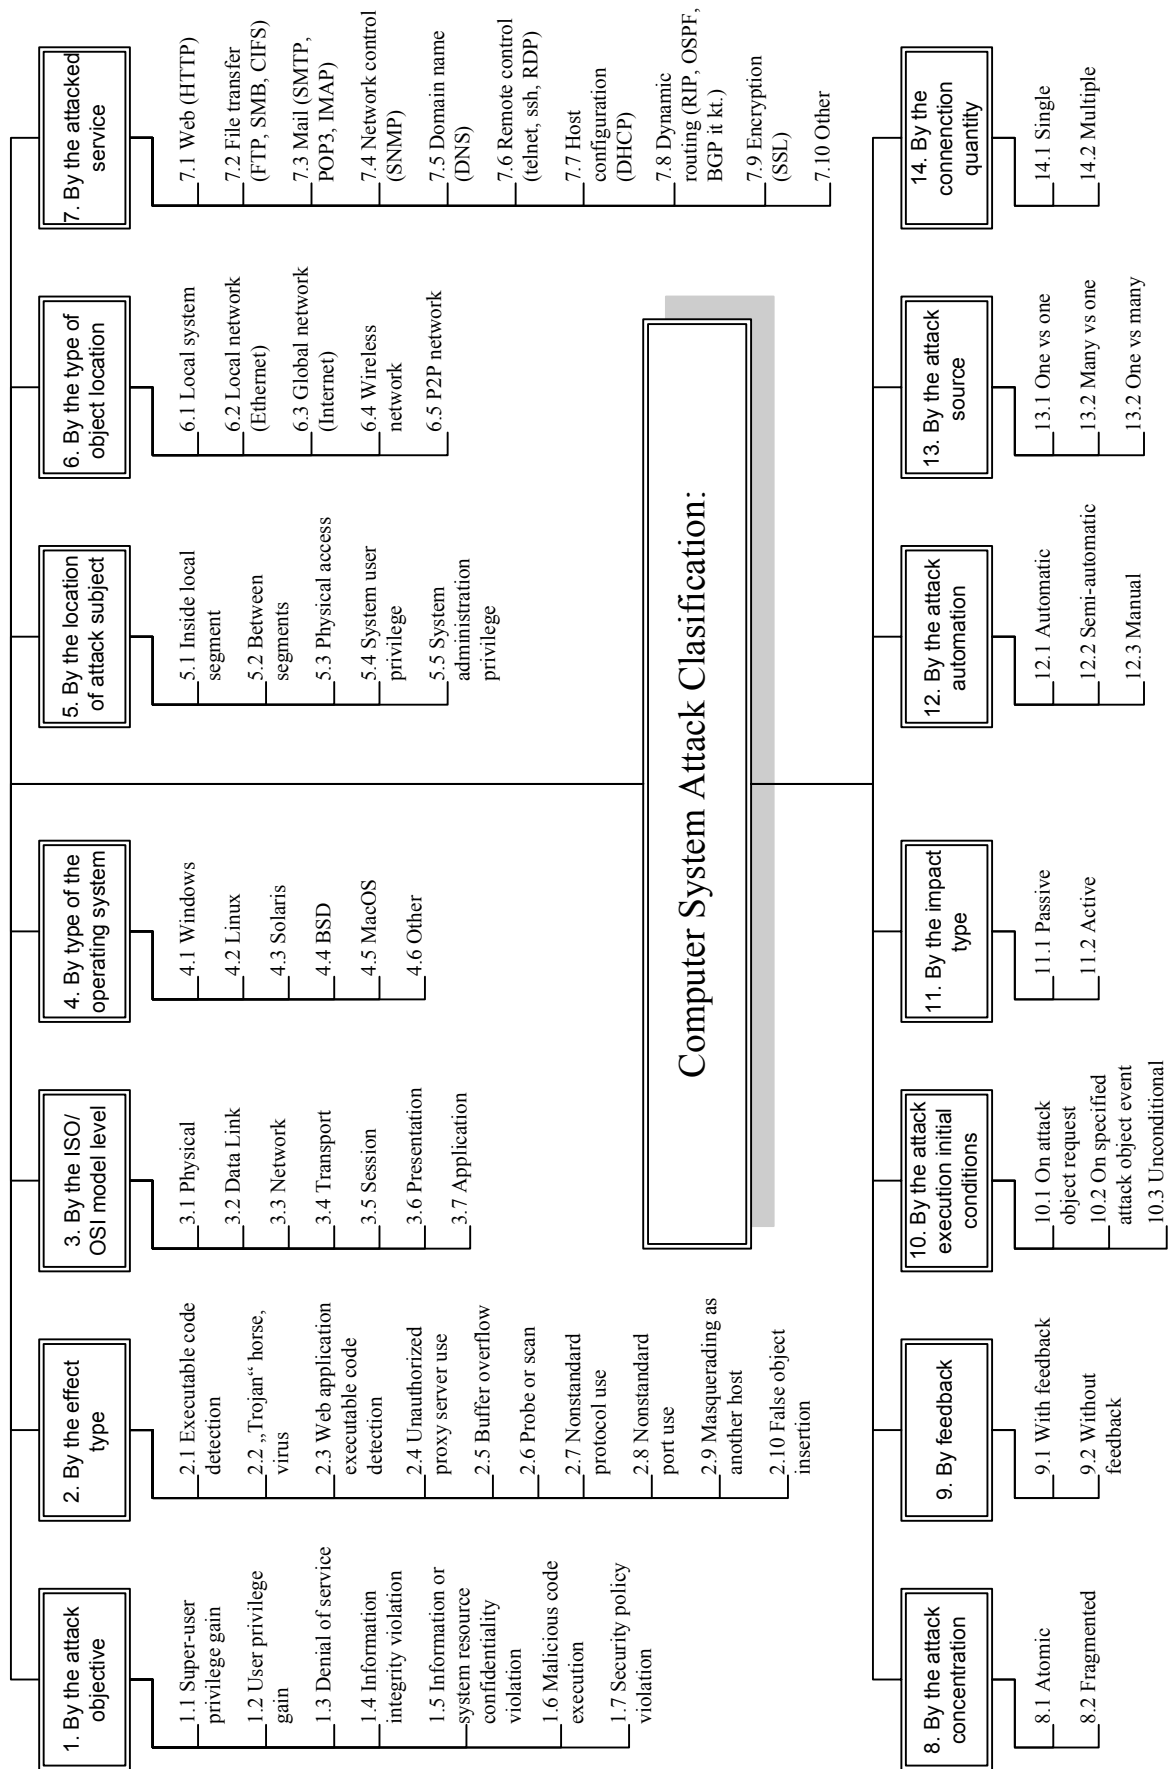 Computer System Attack Clasification:
1. By the attack
objective
1.1 Super-user
privilege gain
1.2 User privilege
gain
1.3 Denial of service
1.4 Information
integrity violation
1.5 Information or
system resource
confidentialty
violation
1.6 Malicious code
execution
1.7 Security policy
violation
2. By the effect
type
2.1 Executable code
detection
2.2 „Trojan“ horse,
virus
2.3 Web application
executable code
detection
2.4 Unauthorized
proxy server use
2.5 Buffer overflow
2.6 Probe or scan
2.7 Nonstandard
protocol use
2.8 Nonstandard
port use
2.9 Masquerading as
another host
2.10 False object
insertion
3. By the ISO/
OSI model level
3.1 Physical
3.2 Data Link
3.3 Network
3.4 Transport
3.5 Session
3.6 Presentation
3.7 Application
4. By type of the
operating system
4.1 Windows
4.2 Linux
4.3 Solaris
4.4 BSD
4.5 MacOS
4.6 Other
5. By the location
of attack subject
5.1 Inside local
segment
5.2 Between
segments
5.3 Physical access
5.4 System user
privilege
5.5 System
administration
privilege
6. By the type of
object location
6.1 Local system
6.2 Local network
(Ethernet)
6.3 Global network
(Internet)
6.4 Wireless
network
6.5 P2P network
7. By the attacked
service
7.1 Web (HTTP)
7.2 File transfer
(FTP, SMB, CIFS)
7.3 Mail (SMTP,
POP3, IMAP)
7.4 Network control
(SNMP)
7.5 Domain name
(DNS)
7.6 Remote control
(telnet, ssh, RDP)
7.7 Host
configuration
(DHCP)
7.8 Dynamic
routing (RIP, OSPF,
BGP it kt.)
7.9 Encryption
(SSL)
7.10 Other
8. By the attack
concentration
8.1 Atomic
8.2 Fragmented
9. By feedback
9.1 With feedback
9.2 Without
feedback
10. By the attack
execution initial
conditions
10.1 On attack
object request
10.2 On specified
attack object event
10.3 Unconditional
11. By the impact
type
11.1 Passive
11.2 Active
12. By the attack
automation
12.1 Automatic
12.2 Semi-automatic
12.3 Manual
13. By the attack
source
13.1 One vs one
13.2 Many vs one
13.2 One vs many
14. By the
connenction
quantity
14.1 Single
14.2 Multiple